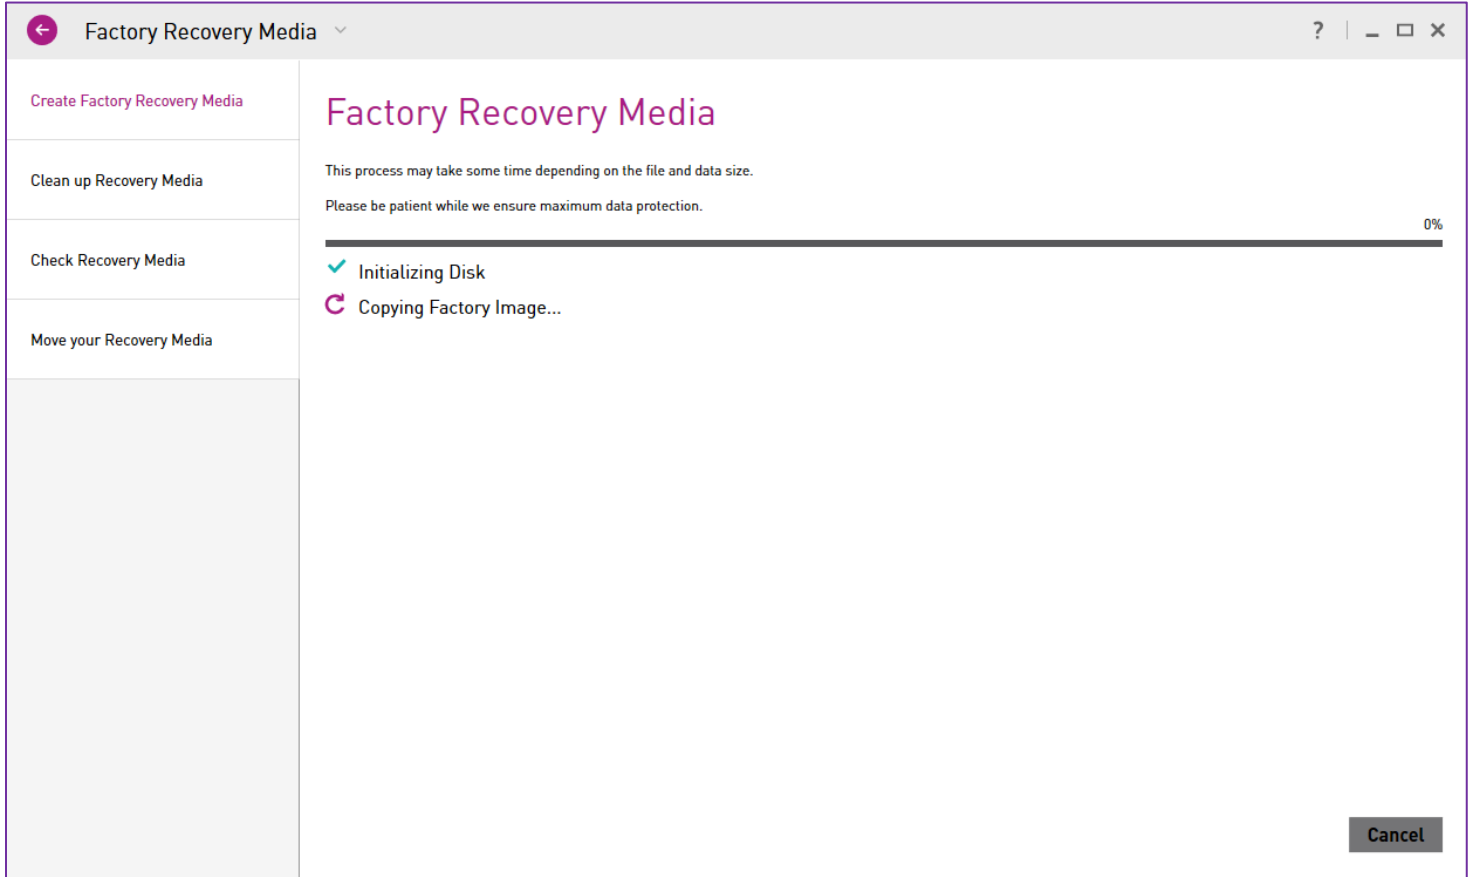 Factory Recovery Media
?
Create Factory Recovery Media
Clean up Recovery Media
Check Recovery Media
Move your Recovery Media
Factory Recovery Media
This process may take some time depending on the file and data size.
Please be patient while we ensure maximum data protection.
0%
Initializing Disk
Copying Factory Image...
Cancel